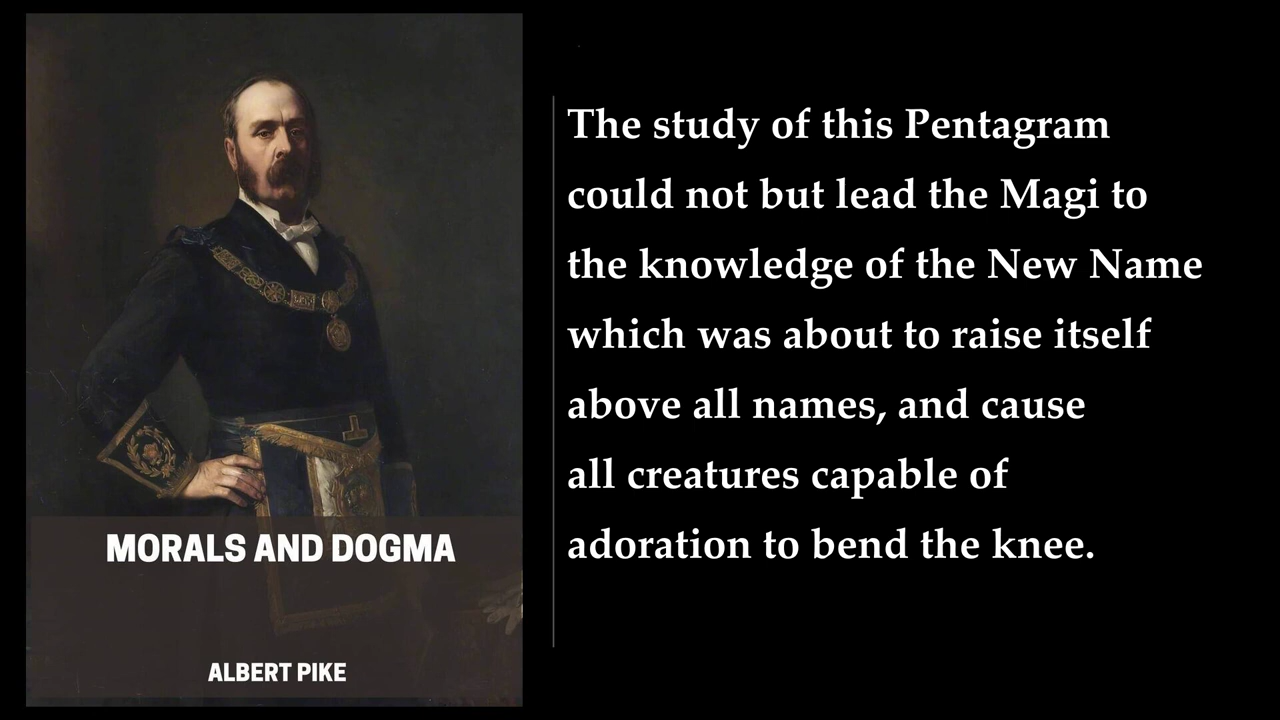 MORALS AND DOGMA
ALBERT PIKE
The study of this Pentagram
could not but lead the Magi to
the knowledge of the New Name
which was about to raise itself
above all names, and cause
all creatures capable of
adoration to bend the knee.